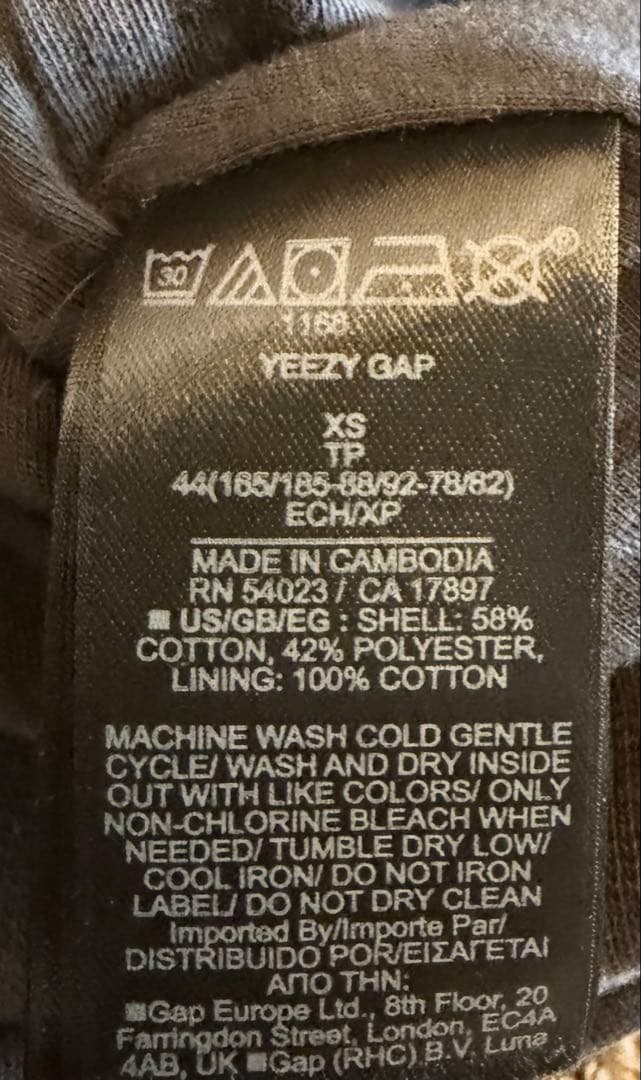 30
1168
YEEZY GAP
XS
TP
44(165/185-88/92-78/82)
ECH/XP
MADE IN CAMBODIA
RN 54023 / CA 17897
US/GB/EG : SHELL: 58%
COTTON, 42% POLYESTER,
LINING: 100% COTTON
MACHINE WASH COLD GENTLE
CYCLE/ WASH AND DRY INSIDE
OUT WITH LIKE COLORS/ ONLY
NON-CHLORINE BLEACH WHEN
NEEDED/ TUMBLE DRY LOW/
COOL IRON/ DO NOT IRON
LABEL/ DO NOT DRY CLEAN
Imported By/Importe Par/
DISTRIBUIDO POR/ΕΙΣΑΓΕΤΑΙ
ΑΠΟ ΤΗΝ:
Gap Europe Ltd., 8th Floor, 20
Farringdon Street, London, EC4A
4AB, UK Gap (RHC) B.V. Luna